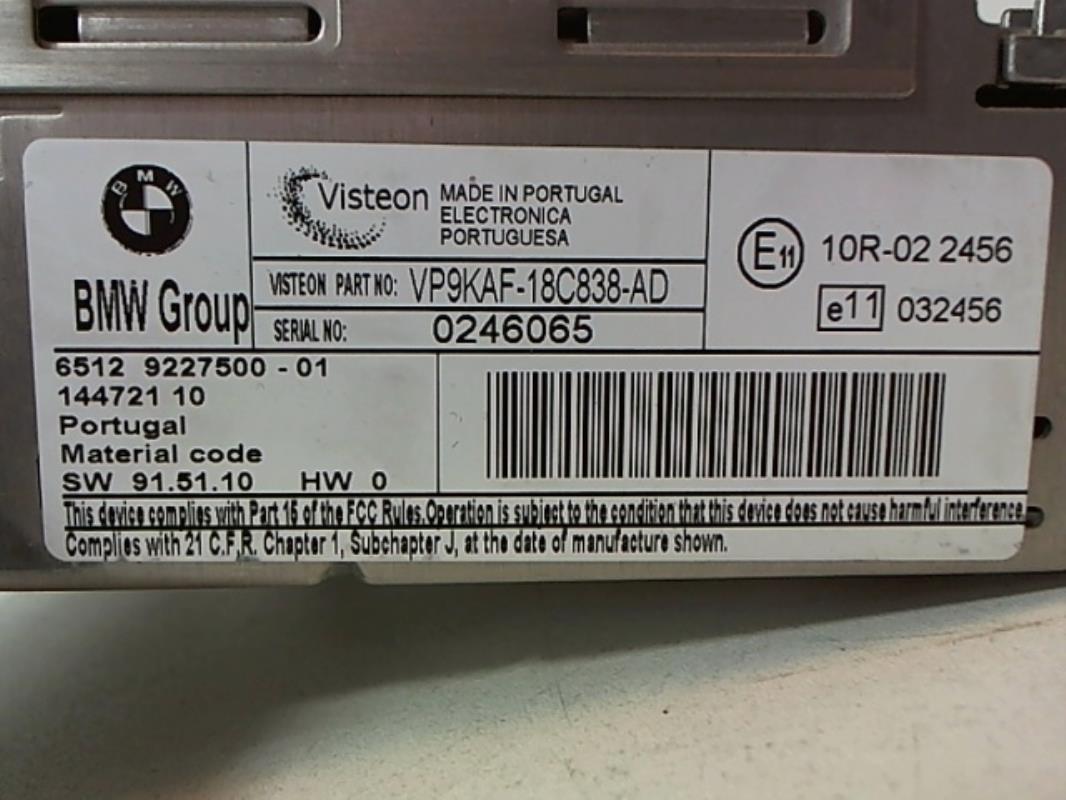 BMW
BMW Group
Visteon
MADE IN PORTUGAL
ELECTRONICA
PORTUGUESA
VISTEON PART NO: VP9KAF-18C838-AD
SERIAL NO: 0246065
E11 10R-02 2456
e11 032456
6512 9227500 - 01
144721 10
Portugal
Material code
SW 91.51.10 HW 0
This device complies with Part 15 of the FCC Rules.Operation is subject to the condition that this device does not cause harmful interference.
Complies with 21 C.F.R. Chapter 1, Subchapter J, at the date of manufacture shown.